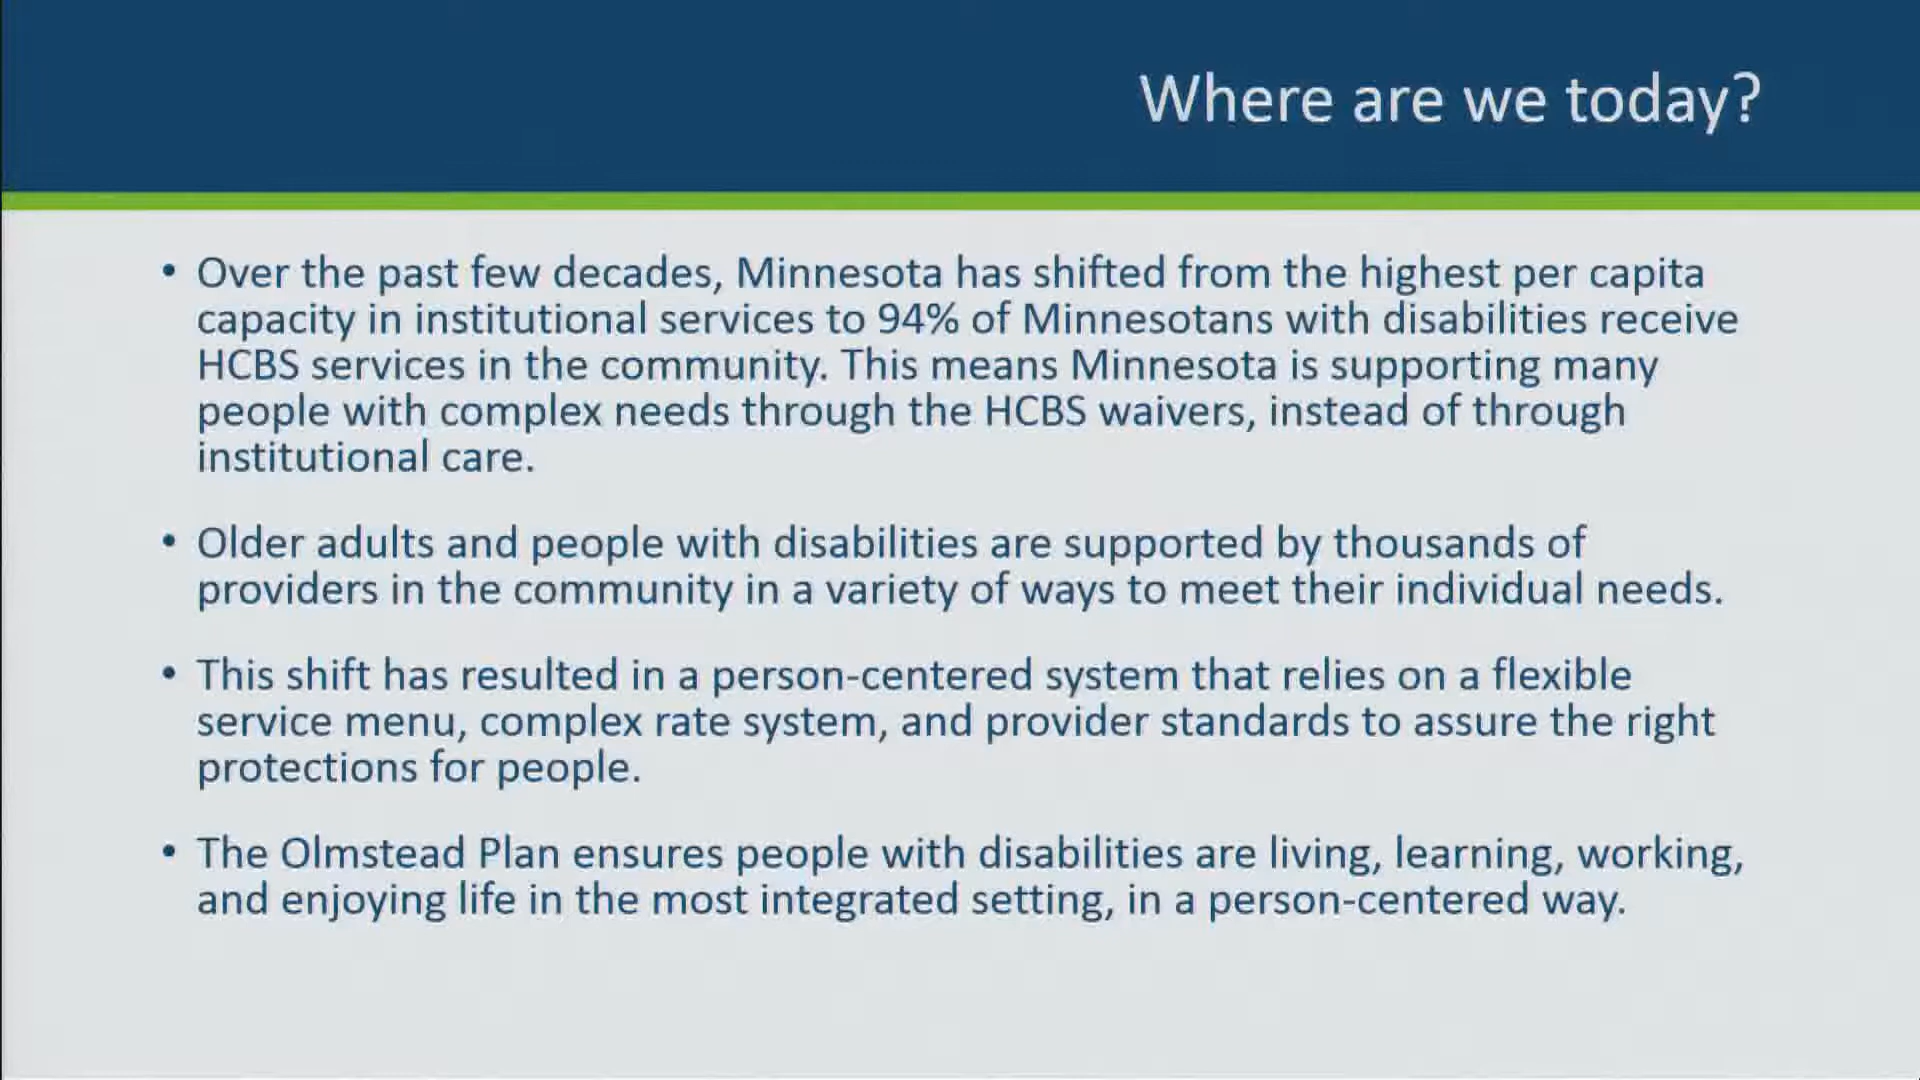 Where are we today?
• Over the past few decades, Minnesota has shifted from the highest per capita
capacity in institutional services to 94% of Minnesotans with disabilities receive
HCBS services in the community. This means Minnesota is supporting many
people with complex needs through the HCBS waivers, instead of through
institutional care.
• Older adults and people with disabilities are supported by thousands of
providers in the community in a variety of ways to meet their individual needs.
• This shift has resulted in a person-centered system that relies on a flexible
service menu, complex rate system, and provider standards to assure the right
protections for people.
• The Olmstead Plan ensures people with disabilities are living, learning, working,
and enjoying life in the most integrated setting, in a person-centered way.